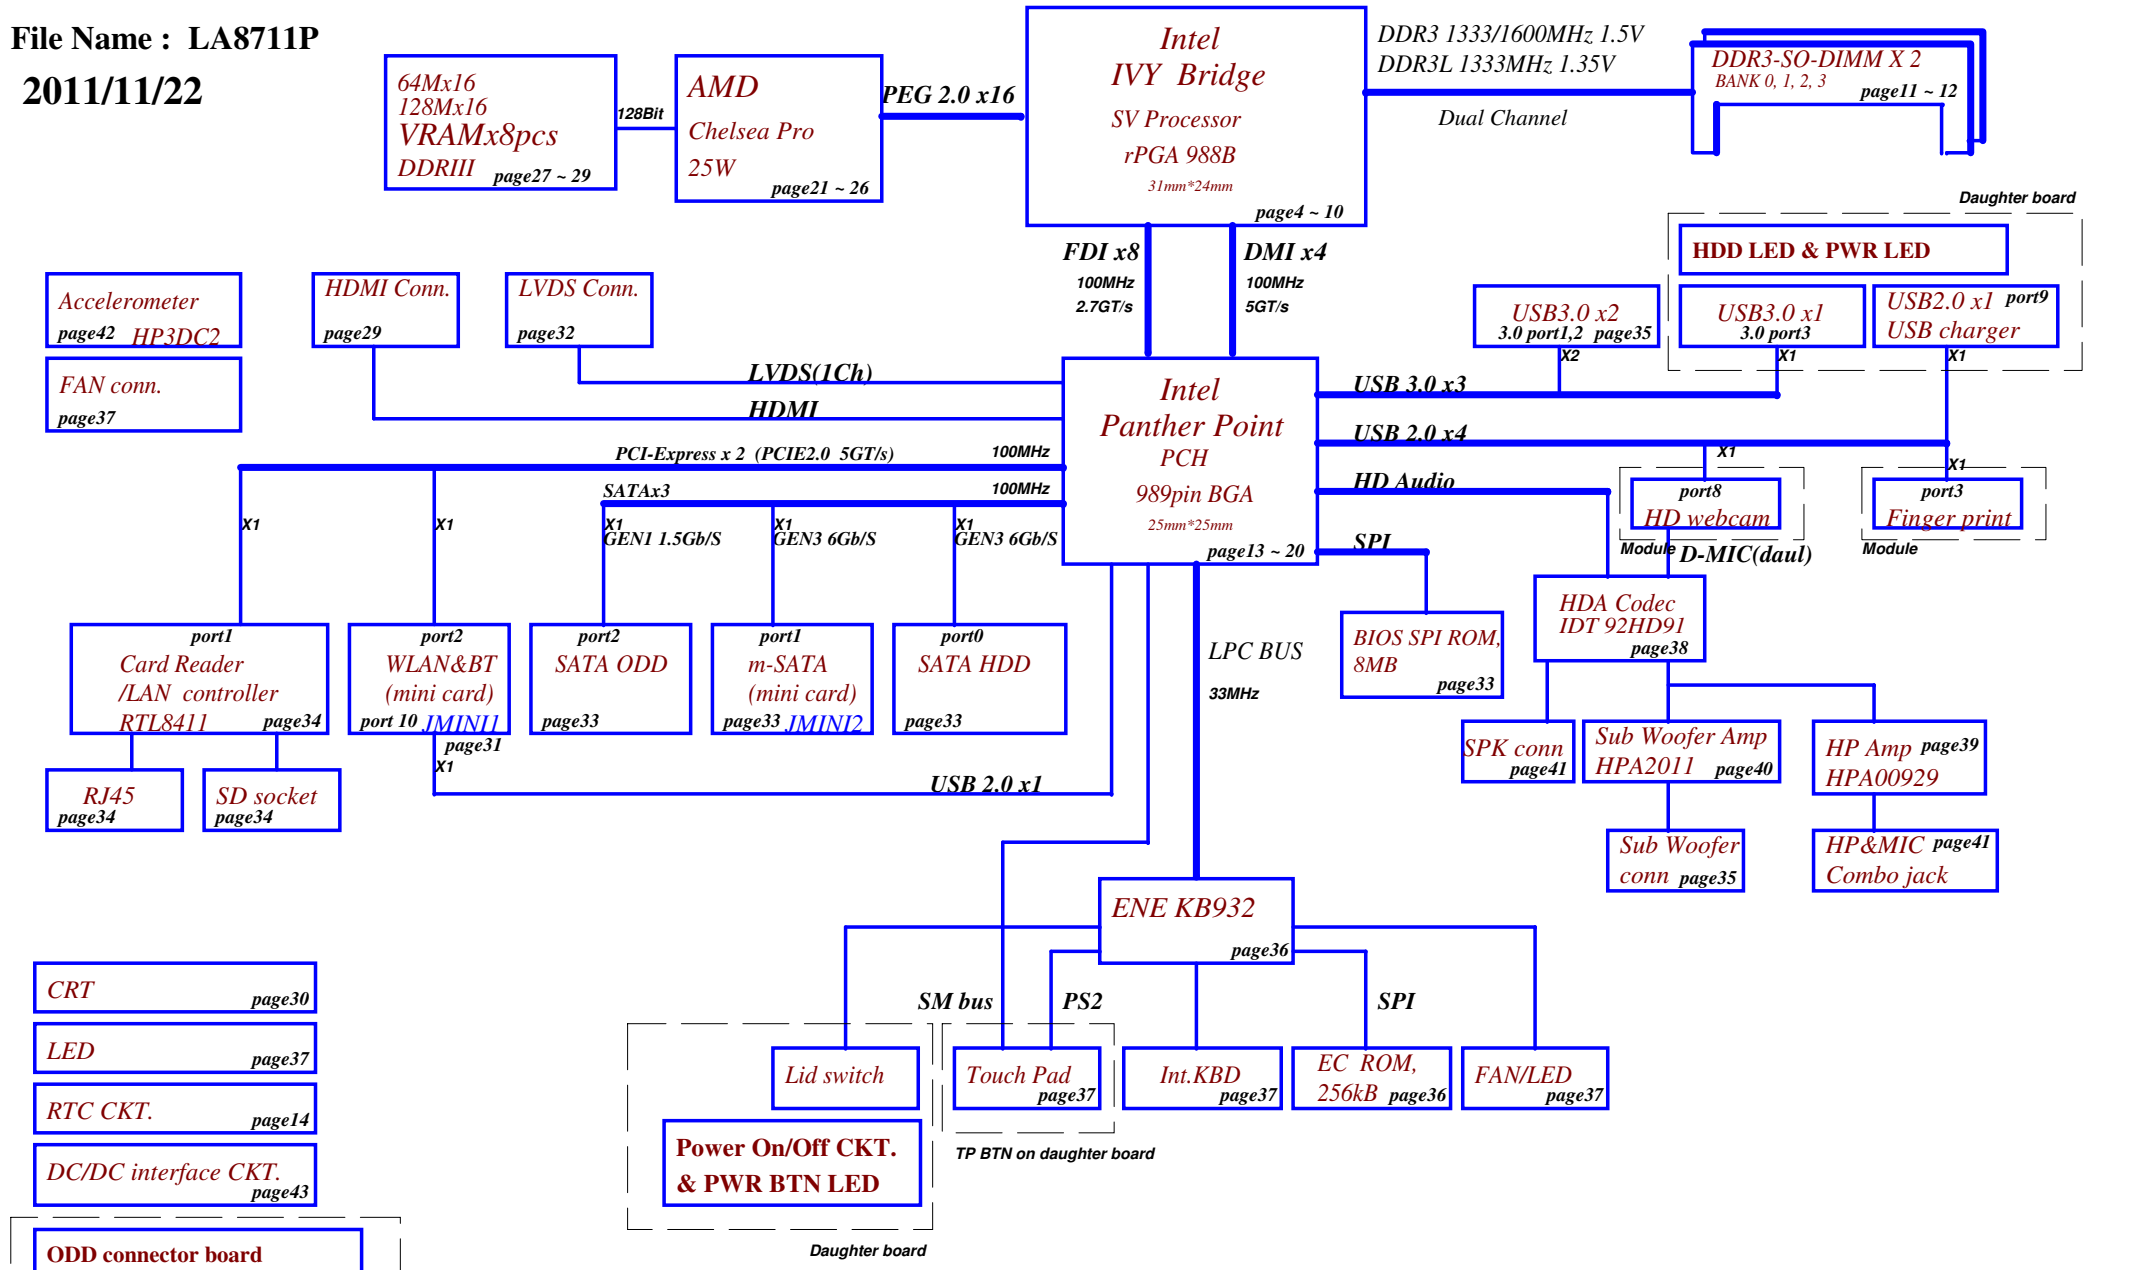 File Name : LA8711P
2011/11/22
64Mx16
128Mx16
VRAMx8pcs
DDRIII page27 ~ 29
128Bit
AMD
Chelsea Pro
25W
page21 ~ 26
PEG 2.0 x16
Intel
IVY Bridge
SV Processor
rPGA 988B
31mm*24mm
page4 ~ 10
DDR3 1333/1600MHz 1.5V
DDR3L 1333MHz 1.35V
Dual Channel
DDR3-SO-DIMM X 2
BANK 0, 1, 2, 3
page11 ~ 12
Daughter board
HDD LED & PWR LED
FDI x8
100MHz
2.7GT/s
DMI x4
100MHz
5GT/s
Accelerometer
page42 HP3DC2
FAN conn.
page37
HDMI Conn.
page29
LVDS Conn.
page32
USB3.0 x2
3.0 port1,2 page35
X2
USB3.0 x1
3.0 port3
X1
USB2.0 x1 port9
USB charger
X1
LVDS(1Ch)
HDMI
PCI-Express x 2 (PCIE2.0 5GT/s)
100MHz
SATAx3
100MHz
Intel
Panther Point
PCH
989pin BGA
25mm*25mm
page13 ~ 20
USB 3.0 x3
USB 2.0 x4
HD Audio
SPI
X1
port8
HD webcam
Module
D-MIC(daul)
X1
port3
Finger print
Module
X1
X1
X1
GEN1 1.5Gb/S
X1
GEN3 6Gb/S
X1
GEN3 6Gb/S
port1
Card Reader
/LAN controller
RTL8411 page34
port2
WLAN&BT
(mini card)
port 10 JMINI1
page31
X1
port2
SATA ODD
page33
port1
m-SATA
(mini card)
page33 JMINI2
port0
SATA HDD
page33
LPC BUS
33MHz
BIOS SPI ROM,
8MB
page33
HDA Codec
IDT 92HD91
page38
SPK conn
page41
Sub Woofer Amp
HPA2011 page40
HP Amp page39
HPA00929
RJ45
page34
SD socket
page34
USB 2.0 x1
Sub Woofer
conn page35
HP&MIC page41
Combo jack
ENE KB932
page36
CRT
page30
LED
page37
RTC CKT.
page14
DC/DC interface CKT.
page43
ODD connector board
SM bus
PS2
SPI
Lid switch
Touch Pad
page37
Int.KBD
page37
EC ROM,
256kB page36
FAN/LED
page37
Power On/Off CKT.
& PWR BTN LED
TP BTN on daughter board
Daughter board